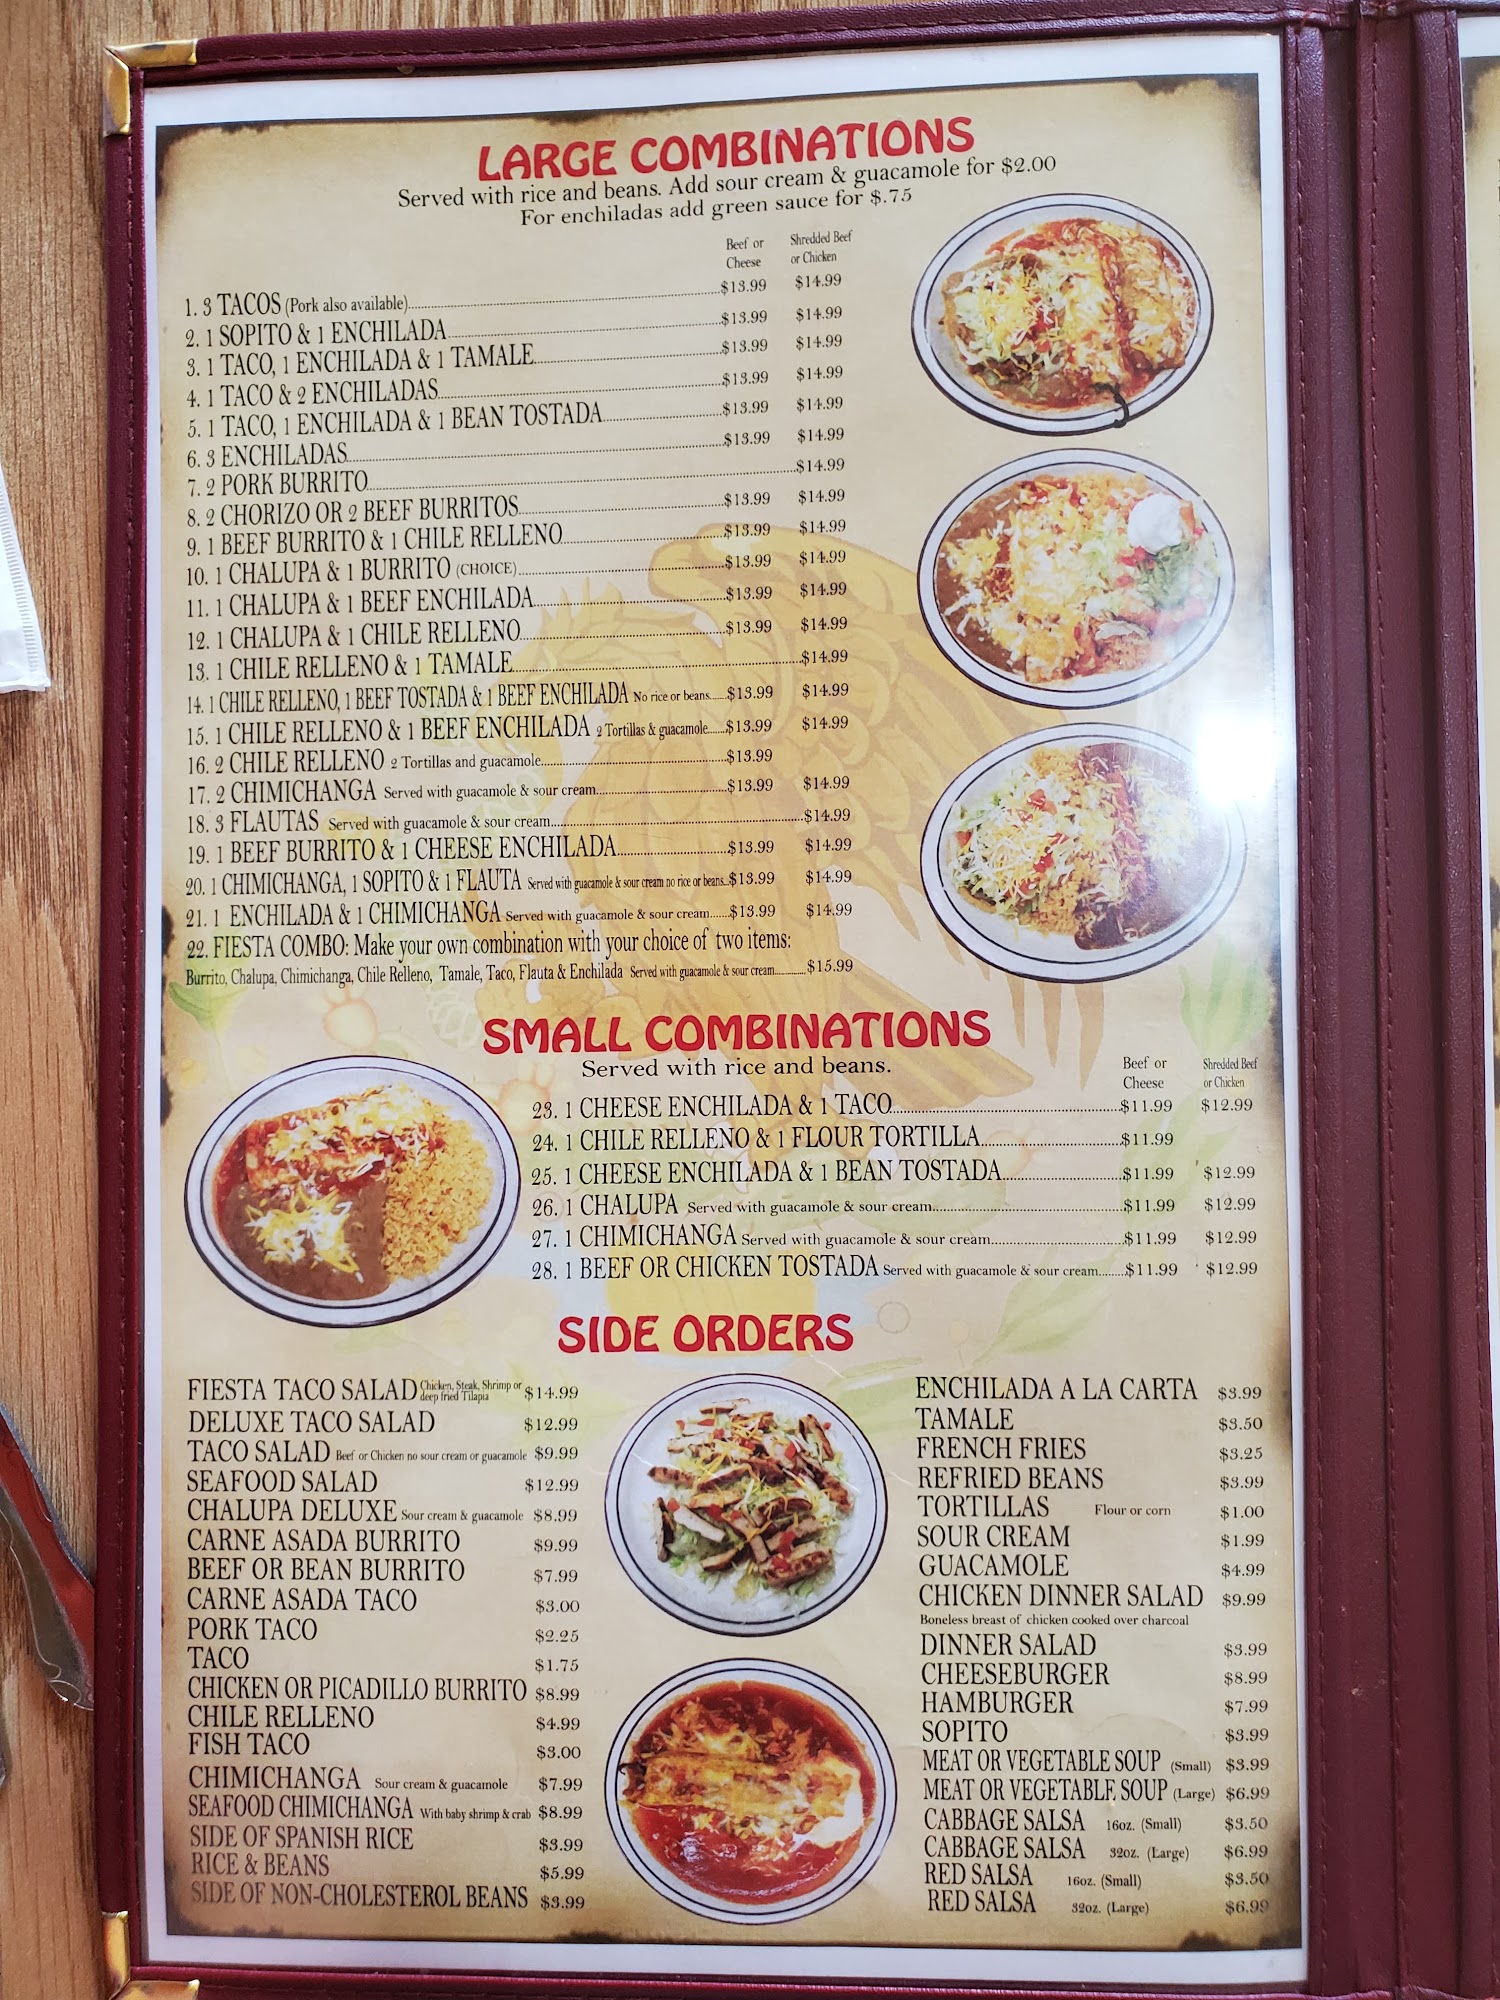 LARGE COMBINATIONS
Served with rice and beans. Add sour cream & guacamole for $2.00
For enchiladas add green sauce for $.75
Beef or Cheese Shredded Beef or Chicken
1. 3 TACOS (Pork also available) $13.99 $14.99
2. 1 SOPITO & 1 ENCHILADA $13.99 $14.99
3. 1 TACO, 1 ENCHILADA & 1 TAMALE $13.99 $14.99
4. 1 TACO & 2 ENCHILADAS $13.99 $14.99
5. 1 TACO, 1 ENCHILADA & 1 BEAN TOSTADA $13.99 $14.99
6. 3 ENCHILADAS $13.99 $14.99
7. 2 PORK BURRITO $14.99
8. 2 CHORIZO OR 2 BEEF BURRITOS $13.99 $14.99
9. 1 BEEF BURRITO & 1 CHILE RELLENO $13.99 $14.99
10. 1 CHALUPA & 1 BURRITO (CHOICE) $13.99 $14.99
11. 1 CHALUPA & 1 BEEF ENCHILADA $13.99 $14.99
12. 1 CHALUPA & 1 CHILE RELLENO $13.99 $14.99
13. 1 CHILE RELLENO & 1 TAMALE $14.99
14. 1 CHILE RELLENO, 1 BEEF TOSTADA & 1 BEEF ENCHILADA No rice or beans $13.99 $14.99
15. 1 CHILE RELLENO & 1 BEEF ENCHILADA 2 Tortillas & guacamole $13.99 $14.99
16. 2 CHILE RELLENO 2 Tortillas and guacamole $13.99
17. 2 CHIMICHANGA Served with guacamole & sour cream $13.99 $14.99
18. 3 FLAUTAS Served with guacamole & sour cream $14.99
19. 1 BEEF BURRITO & 1 CHEESE ENCHILADA $13.99 $14.99
20. 1 CHIMICHANGA, 1 SOPITO & 1 FLAUTA Served with guacamole & sour cream no rice or beans $13.99 $14.99
21. 1 ENCHILADA & 1 CHIMICHANGA Served with guacamole & sour cream $13.99 $14.99
22. FIESTA COMBO: Make your own combination with your choice of two items:
Burrito, Chalupa, Chimichanga, Chile Relleno, Tamale, Taco, Flauta & Enchilada Served with guacamole & sour cream $15.99
SMALL COMBINATIONS
Served with rice and beans.
Beef or Cheese Shredded Beef or Chicken
23. 1 CHEESE ENCHILADA & 1 TACO $11.99 $12.99
24. 1 CHILE RELLENO & 1 FLOUR TORTILLA $11.99
25. 1 CHEESE ENCHILADA & 1 BEAN TOSTADA $11.99 $12.99
26. 1 CHALUPA Served with guacamole & sour cream $11.99 $12.99
27. 1 CHIMICHANGA Served with guacamole & sour cream $11.99 $12.99
28. 1 BEEF OR CHICKEN TOSTADA Served with guacamole & sour cream $11.99 $12.99
SIDE ORDERS
FIESTA TACO SALAD Chicken, Steak, Shrimp or deep fried Tilapia $14.99
DELUXE TACO SALAD $12.99
TACO SALAD Beef or Chicken no sour cream or guacamole $9.99
SEAFOOD SALAD $12.99
CHALUPA DELUXE Sour cream & guacamole $8.99
CARNE ASADA BURRITO $9.99
BEEF OR BEAN BURRITO $7.99
CARNE ASADA TACO $3.00
PORK TACO $2.25
TACO $1.75
CHICKEN OR PICADILLO BURRITO $8.99
CHILE RELLENO $4.99
FISH TACO $3.00
CHIMICHANGA Sour cream & guacamole $7.99
SEAFOOD CHIMICHANGA With baby shrimp & crab $8.99
SIDE OF SPANISH RICE $3.99
RICE & BEANS $5.99
SIDE OF NON-CHOLESTEROL BEANS $3.99
ENCHILADA A LA CARTA $3.99
TAMALE $3.50
FRENCH FRIES $3.25
REFRIED BEANS $3.99
TORTILLAS Flour or corn $1.00
SOUR CREAM $1.99
GUACAMOLE $4.99
CHICKEN DINNER SALAD $9.99
Boneless breast of chicken cooked over charcoal
DINNER SALAD $3.99
CHEESEBURGER $8.99
HAMBURGER $7.99
SOPITO $3.99
MEAT OR VEGETABLE SOUP (Small) $3.99
MEAT OR VEGETABLE SOUP (Large) $6.99
CABBAGE SALSA 16oz. (Small) $3.50
CABBAGE SALSA 32oz. (Large) $6.99
RED SALSA 16oz. (Small) $3.50
RED SALSA 32oz. (Large) $6.99